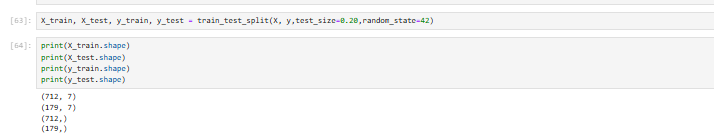 [63]: X_train, X_test, y_train, y_test = train_test_split(X, y,test_size=0.20,random_state=42)
[64]: print(X_train.shape)
print(X_test.shape)
print(y_train.shape)
print(y_test.shape)
(712, 7)
(179, 7)
(712,)
(179,)